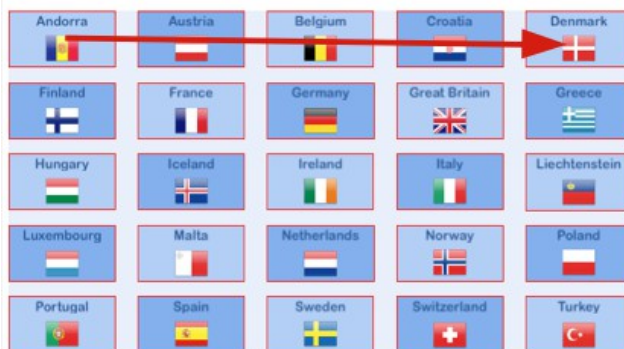 Andorra Austria Belgium Croatia Denmark
Finland France Germany Great Britain Greece
Hungary Iceland Ireland Italy Liechtenstein
Luxembourg Malta Netherlands Norway Poland
Portugal Spain Sweden Switzerland Turkey